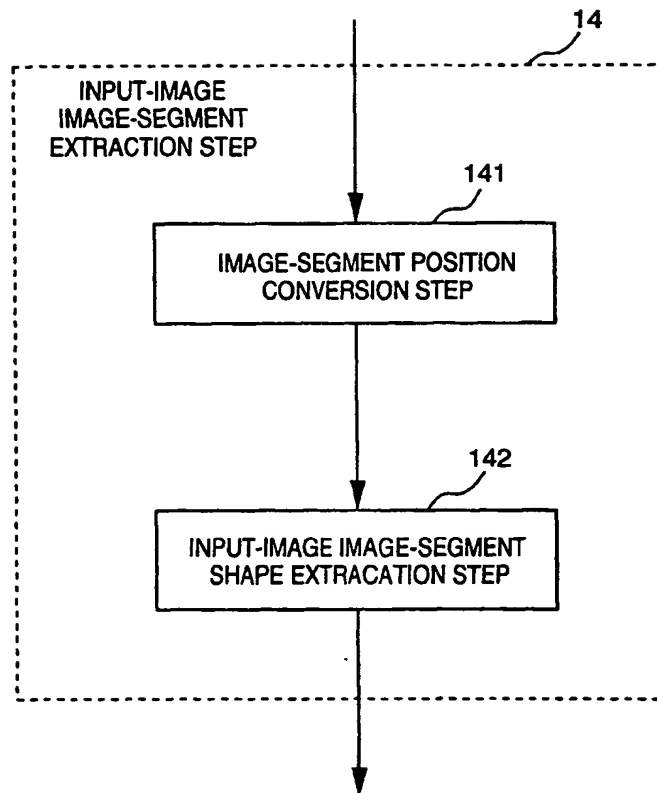 14
INPUT-IMAGE
IMAGE-SEGMENT
EXTRACTION STEP
141
IMAGE-SEGMENT POSITION
CONVERSION STEP
142
INPUT-IMAGE IMAGE-SEGMENT
SHAPE EXTRACATION STEP